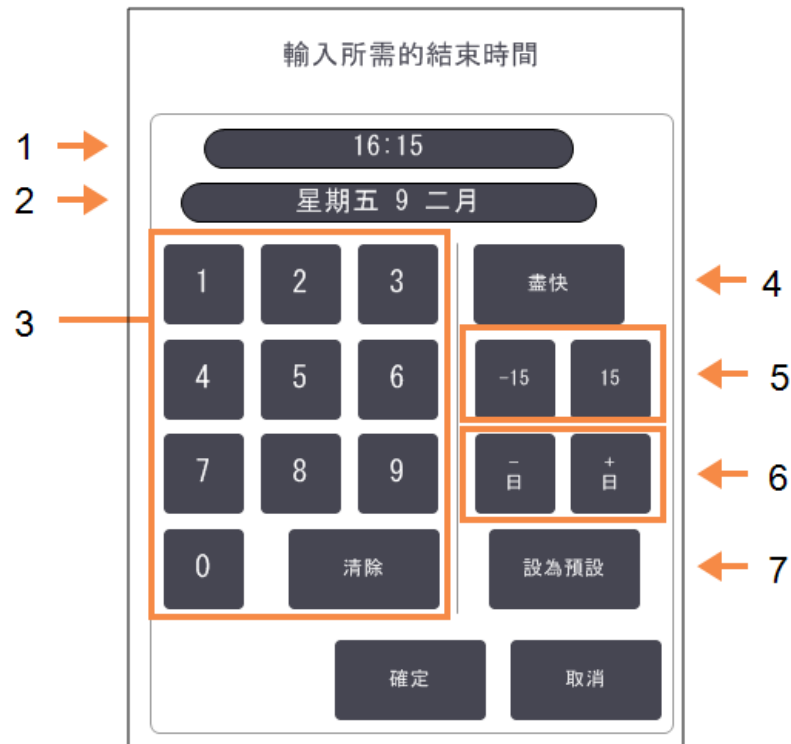 輸入所需的結束時間
1
16:15
2
星期五 9 二月
3
1 2 3
盡快
4
4 5 6
-15 15
5
7 8 9
- 日 + 日
6
0 清除
設為預設
7
確定 取消